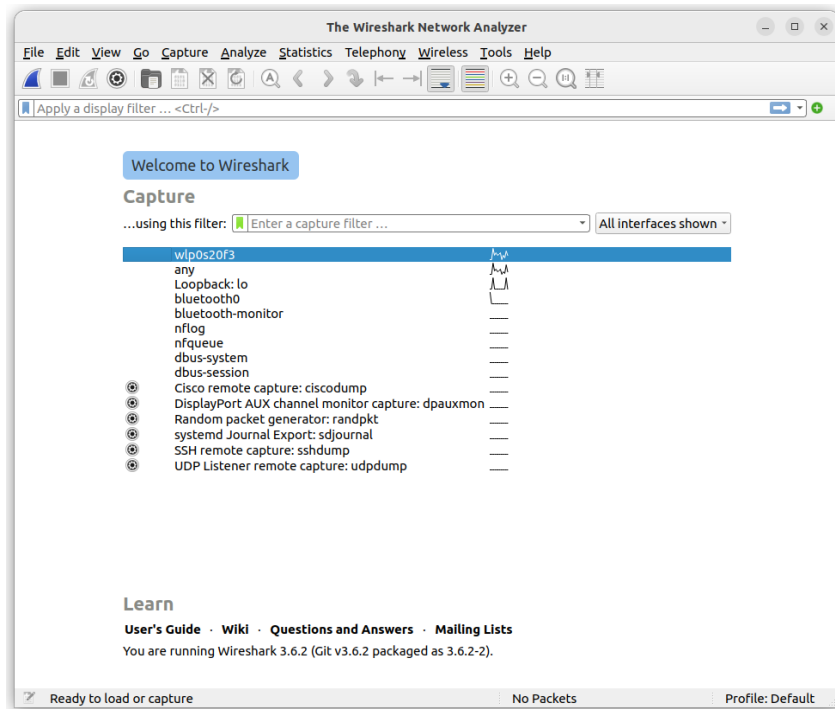 The Wireshark Network Analyzer
File Edit View Go Capture Analyze Statistics Telephony Wireless Tools Help
Apply a display filter … <Ctrl-/>
Welcome to Wireshark
Capture
…using this filter: Enter a capture filter … All interfaces shown
wlp0s20f3
any
Loopback: lo
bluetooth0
bluetooth-monitor
nflog
nfqueue
dbus-system
dbus-session
Cisco remote capture: ciscodump
DisplayPort AUX channel monitor capture: dpauxmon
Random packet generator: randpkt
systemd Journal Export: sdjournal
SSH remote capture: sshdump
UDP Listener remote capture: udpdump
Learn
User's Guide · Wiki · Questions and Answers · Mailing Lists
You are running Wireshark 3.6.2 (Git v3.6.2 packaged as 3.6.2-2).
Ready to load or capture No Packets Profile: Default